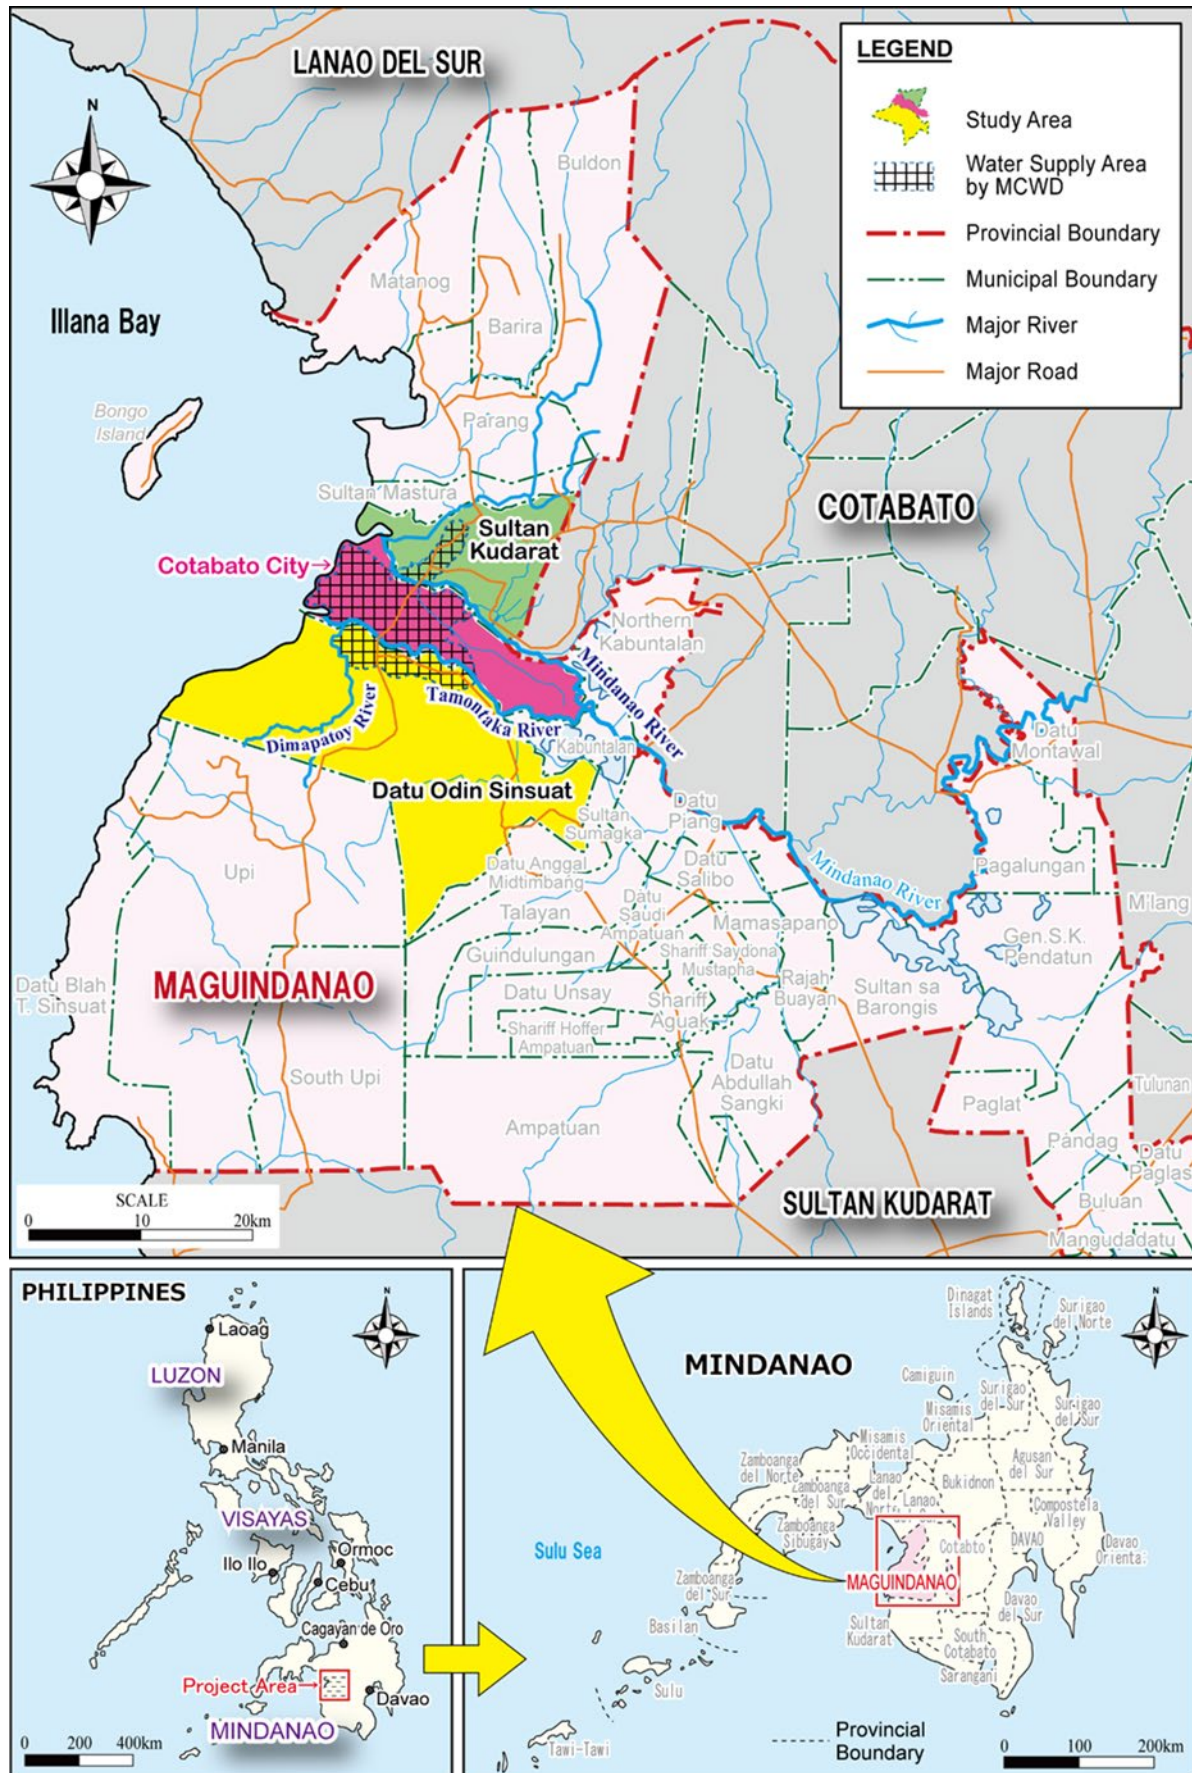 LANAO DEL SUR
LEGEND
Study Area
Water Supply Area
by MCWD
Provincial Boundary
Municipal Boundary
Major River
Major Road
N
Illana Bay
Bongo
Island
Buldon
Matanog
Barira
Parang
Sultan Mastura
Sultan
Kudarat
COTABATO
Cotabato City→
Northern
Kabuntalan
Mindanao River
Tamontaka River
Dimapatoy River
Kabuntalan
Datu
Montawal
Datu Odin Sinsuat
Sultan
Sumagka
Datu
Piang
Datu Anggal
Midtimbang
Datu
Salibo
Mindanao River
Pagalungan
Upi
Talayan
Datu
Saudi
Ampatuan
Mamasapano
M'lang
Guindulungan
Shariff Saydona
Mustapha
Gen.S.K.
Pendatun
MAGUINDANAO
Datu Blah
T. Sinsuat
Datu Unsay
Rajah
Buayan
Sultan sa
Barongis
Shariff
Aguak
Shariff Hoffer
Ampatuan
South Upi
Datu
Abdullah
Sangki
Ampatuan
Paglat
Tulunan
Pandag
Datu
Paglas
Buluan
Mangudadatu
SULTAN KUDARAT
SCALE
0 10 20km
PHILIPPINES
N
Laoag
LUZON
Manila
VISAYAS
Ilo Ilo
Ormoc
Cebu
Cagayan de Oro
Project Area→
Davao
MINDANAO
0 200 400km
MINDANAO
N
Dinagat
Islands
Surigao
del Norte
Camiguin
Surigao
del Sur
Misamis
Oriental
Surigao
del Sur
Misamis
Occidental
Zamboanga
del Norte
Agusan
del Sur
Bukidnon
Zamboanga
del Sur
Lanao
del
Norte
Lanao
del Sur
Compostela
Valley
Zamboanga
Sibugay
Cotabto
DAVAO
Davao
Orienta
Sulu Sea
MAGUINDANAO
Zamboanga
del Sur
Davao
del Sur
Basilan
Sultan
Kudarat
South
Cotabato
Sarangani
Sulu
Tawi-Tawi
Provincial
Boundary
0 100 200km